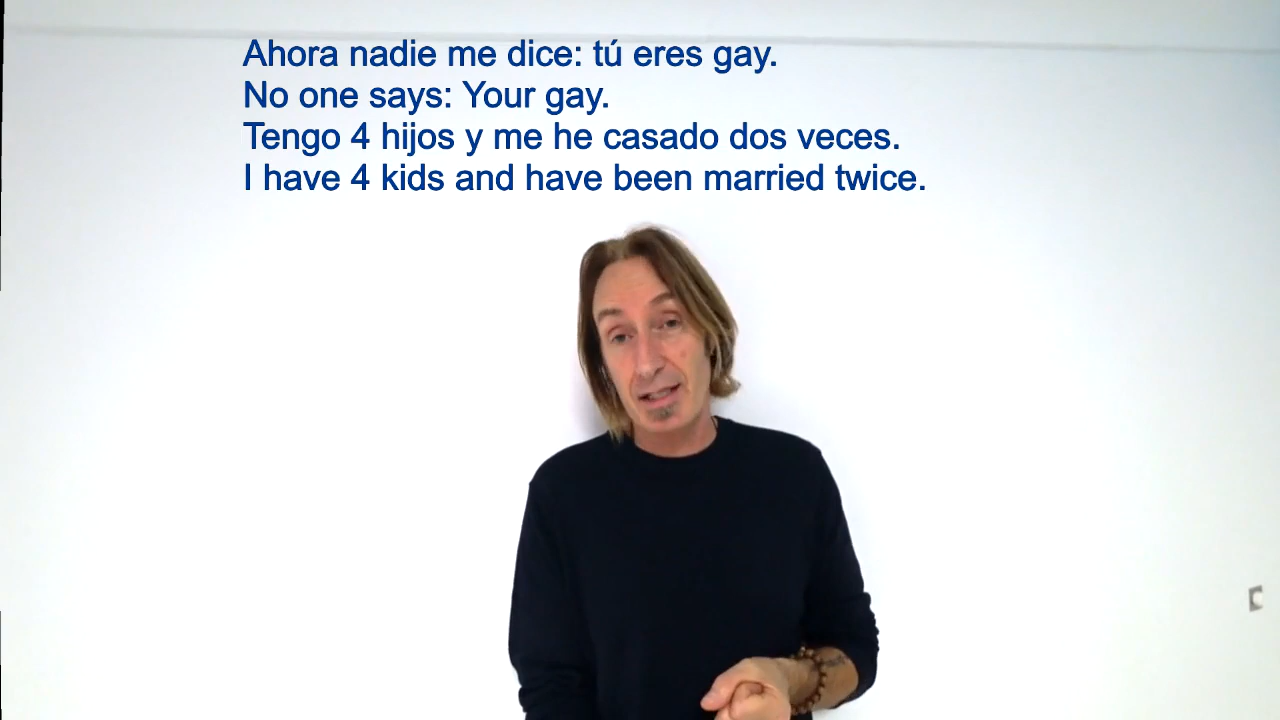 Ahora nadie me dice: tú eres gay.
No one says: Your gay.
Tengo 4 hijos y me he casado dos veces.
I have 4 kids and have been married twice.